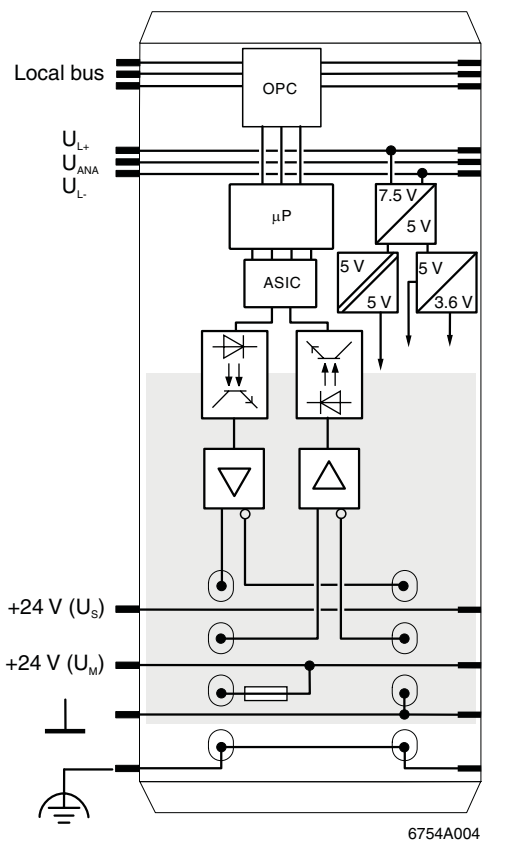 Local bus
OPC
U_L+
U_ANA
U_L-
7.5 V
5 V
µP
5 V
5 V
5 V
3.6 V
ASIC
+24 V (U_S)
+24 V (U_M)
6754A004